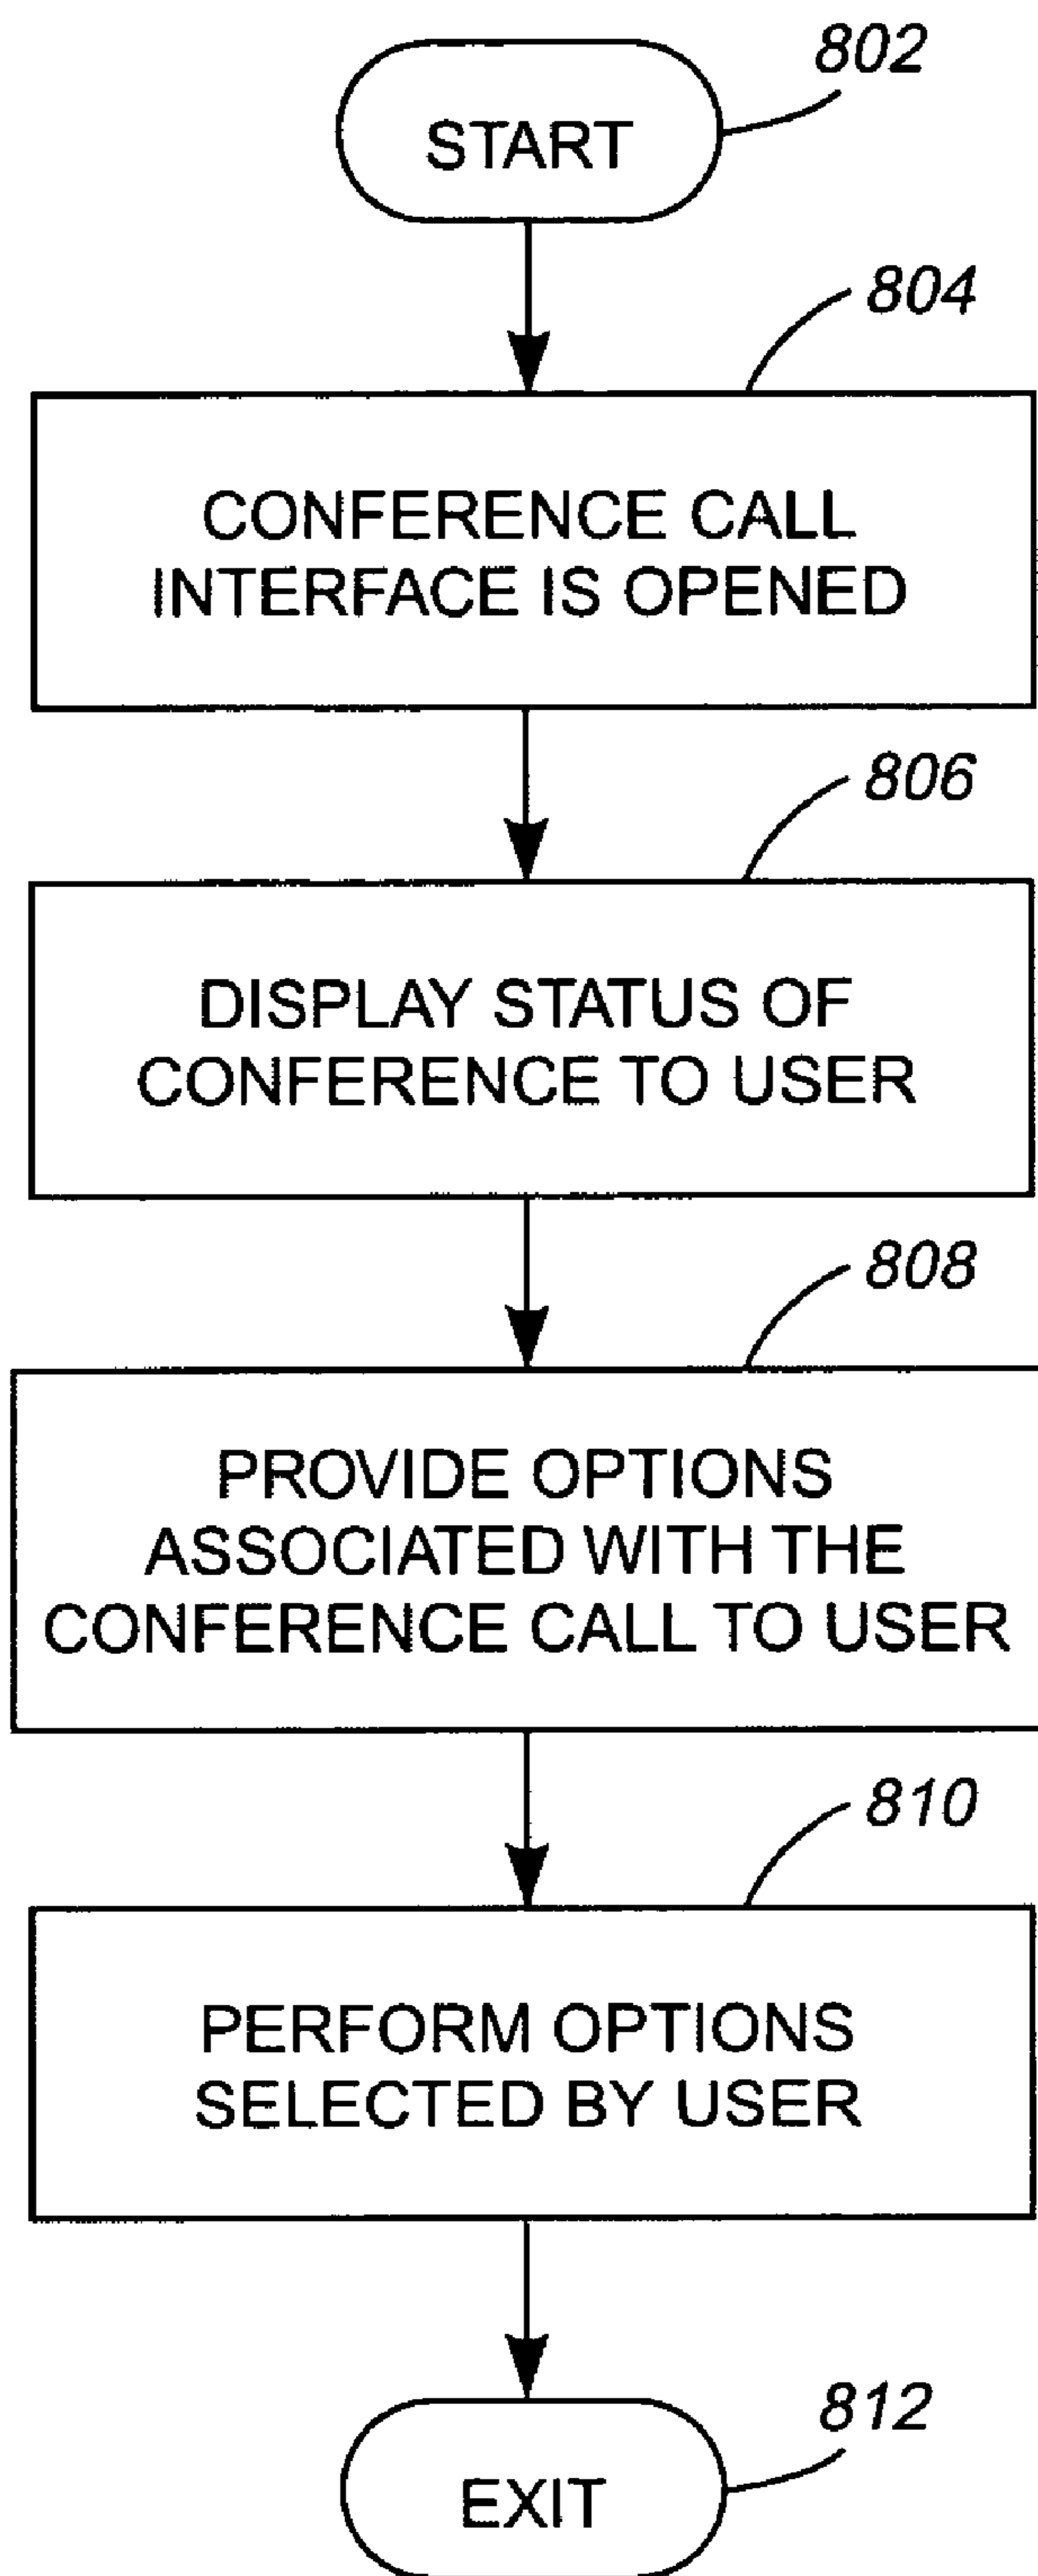 802
START
804
CONFERENCE CALL
INTERFACE IS OPENED
806
DISPLAY STATUS OF
CONFERENCE TO USER
808
PROVIDE OPTIONS
ASSOCIATED WITH THE
CONFERENCE CALL TO USER
810
PERFORM OPTIONS
SELECTED BY USER
812
EXIT